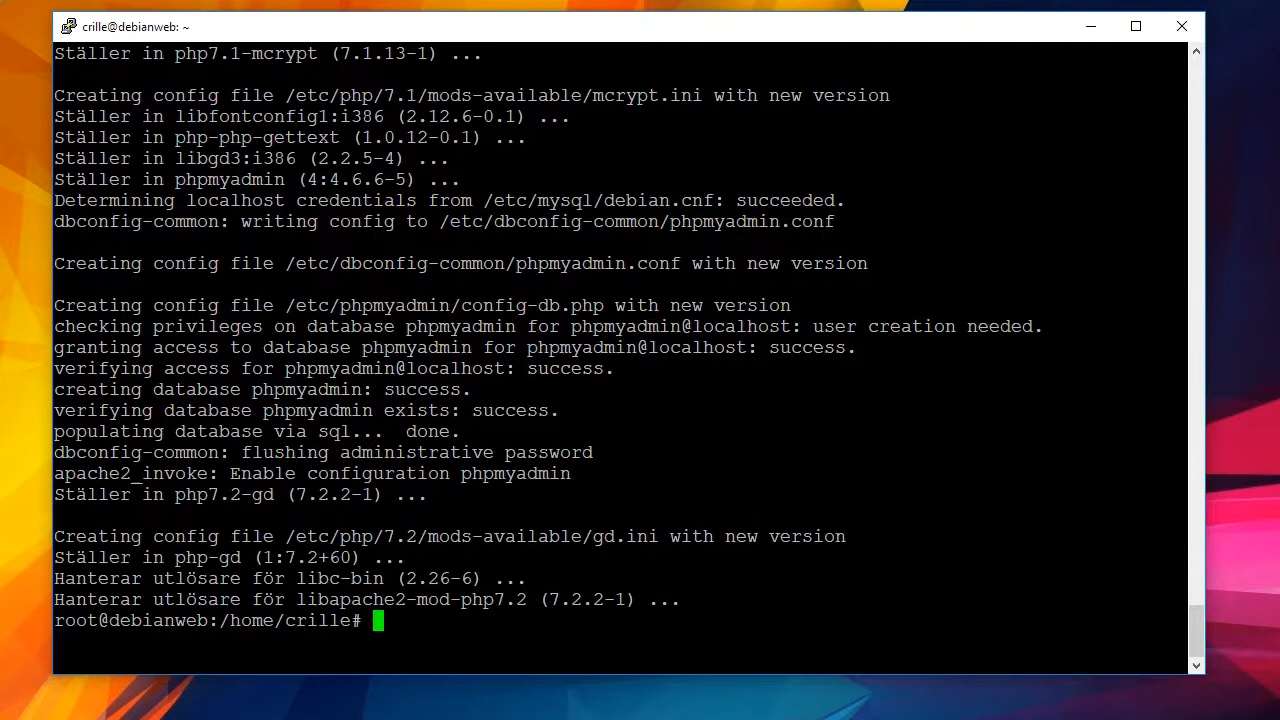 crille@debianweb: ~
Ställer in php7.1-mcrypt (7.1.13-1) ...
Creating config file /etc/php/7.1/mods-available/mcrypt.ini with new version
Ställer in libfontconfig1:i386 (2.12.6-0.1) ...
Ställer in php-php-gettext (1.0.12-0.1) ...
Ställer in libgd3:i386 (2.2.5-4) ...
Ställer in phpmyadmin (4:4.6.6-5) ...
Determining localhost credentials from /etc/mysql/debian.cnf: succeeded.
dbconfig-common: writing config to /etc/dbconfig-common/phpmyadmin.conf
Creating config file /etc/dbconfig-common/phpmyadmin.conf with new version
Creating config file /etc/phpmyadmin/config-db.php with new version
checking privileges on database phpmyadmin for phpmyadmin@localhost: user creation needed.
granting access to database phpmyadmin for phpmyadmin@localhost: success.
verifying access for phpmyadmin@localhost: success.
creating database phpmyadmin: success.
verifying database phpmyadmin exists: success.
populating database via sql...  done.
dbconfig-common: flushing administrative password
apache2_invoke: Enable configuration phpmyadmin
Ställer in php7.2-gd (7.2.2-1) ...
Creating config file /etc/php/7.2/mods-available/gd.ini with new version
Ställer in php-gd (1:7.2+60) ...
Hanterar utlösare för libc-bin (2.26-6) ...
Hanterar utlösare för libapache2-mod-php7.2 (7.2.2-1) ...
root@debianweb:/home/crille#